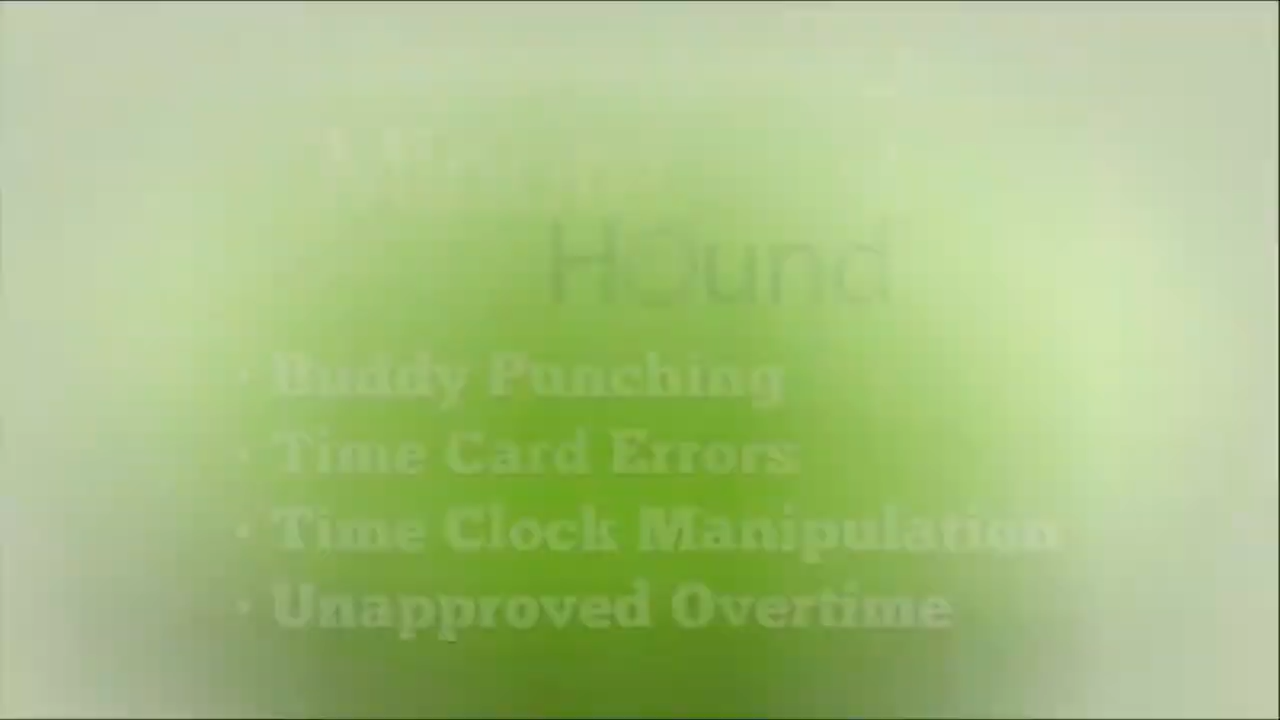 HOund
· Buddy Punching
· Time Card Errors
· Time Clock Manipulation
· Unapproved Overtime